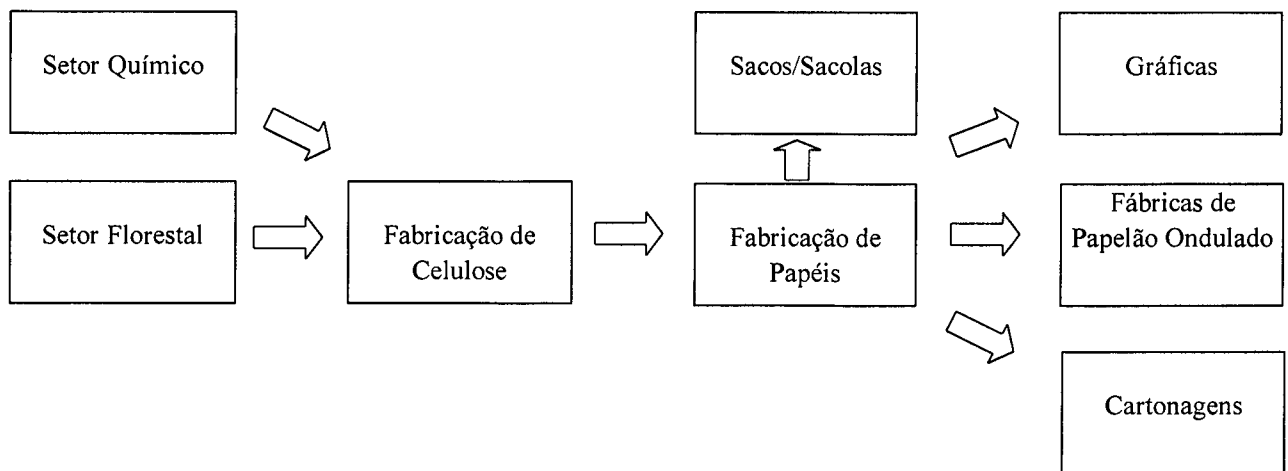 Setor Químico
Sacos/Sacolas
Gráficas
Setor Florestal
Fabricação de
Celulose
Fabricação de
Papéis
Fábricas de
Papelão Ondulado
Cartonagens